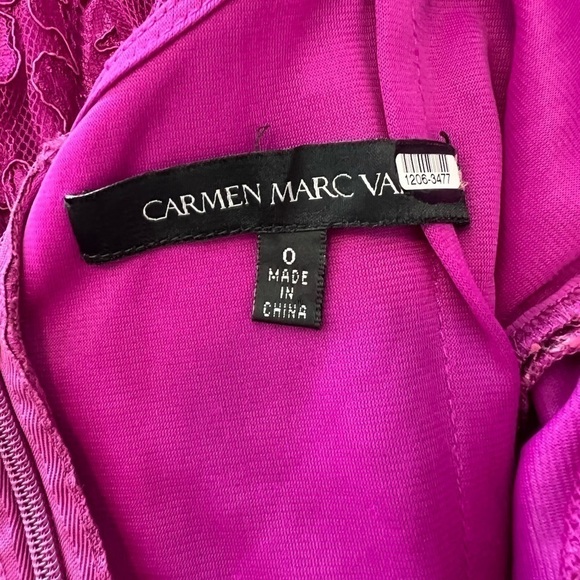 CARMEN MARC VA
1206-3477
0
MADE
IN
CHINA